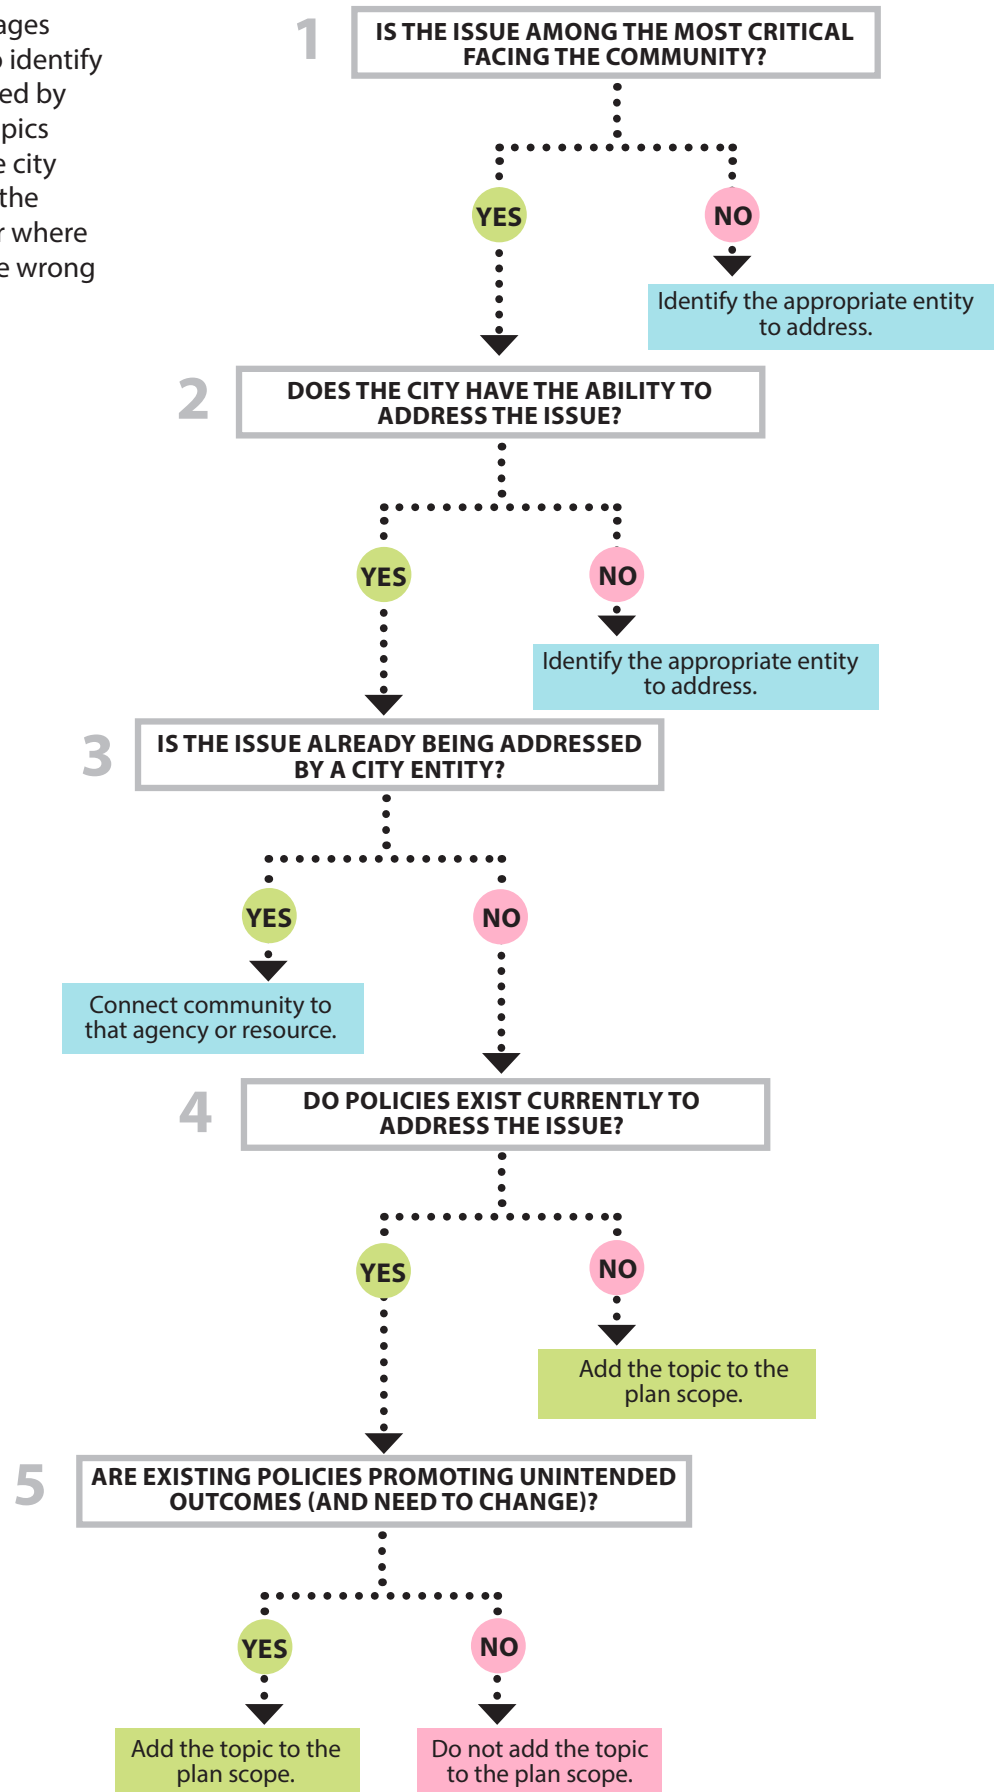 ages
o identify
ed by
pics
e city
the
r where
e wrong
1
IS THE ISSUE AMONG THE MOST CRITICAL
FACING THE COMMUNITY?
YES
NO
Identify the appropriate entity
to address.
2
DOES THE CITY HAVE THE ABILITY TO
ADDRESS THE ISSUE?
YES
NO
Identify the appropriate entity
to address.
3
IS THE ISSUE ALREADY BEING ADDRESSED
BY A CITY ENTITY?
YES
NO
Connect community to
that agency or resource.
4
DO POLICIES EXIST CURRENTLY TO
ADDRESS THE ISSUE?
YES
NO
Add the topic to the
plan scope.
5
ARE EXISTING POLICIES PROMOTING UNINTENDED
OUTCOMES (AND NEED TO CHANGE)?
YES
NO
Add the topic to the
plan scope.
Do not add the topic
to the plan scope.